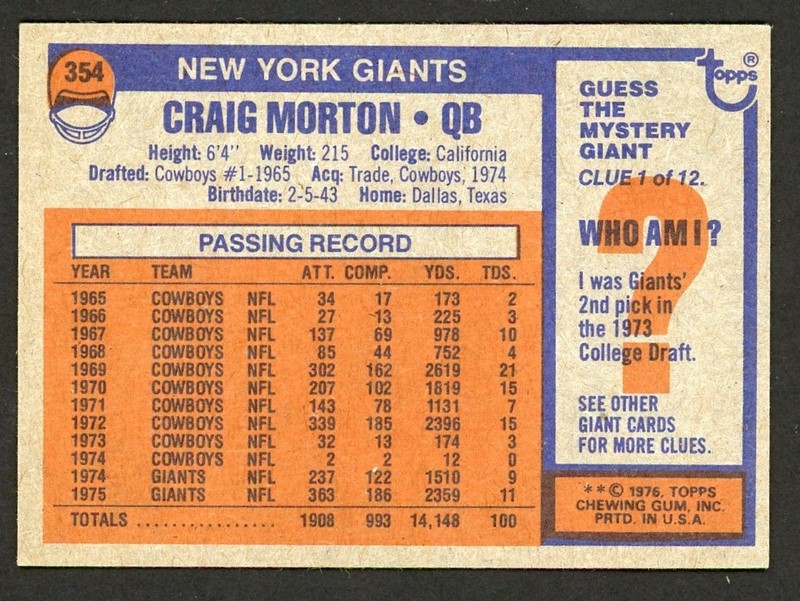 354
NEW YORK GIANTS
CRAIG MORTON • QB
Height: 6'4" Weight: 215 College: California
Drafted: Cowboys #1-1965 Acq: Trade, Cowboys, 1974
Birthdate: 2-5-43 Home: Dallas, Texas
PASSING RECORD
YEAR TEAM ATT. COMP. YDS. TDS.
1965 COWBOYS NFL 34 17 173 2
1966 COWBOYS NFL 27 13 225 3
1967 COWBOYS NFL 137 69 978 10
1968 COWBOYS NFL 85 44 752 4
1969 COWBOYS NFL 302 162 2619 21
1970 COWBOYS NFL 207 102 1819 15
1971 COWBOYS NFL 143 78 1131 7
1972 COWBOYS NFL 339 185 2396 15
1973 COWBOYS NFL 32 13 174 3
1974 COWBOYS NFL 2 2 12 0
1974 GIANTS NFL 237 122 1510 9
1975 GIANTS NFL 363 186 2359 11
TOTALS ................ 1908 993 14,148 100
Topps ®
GUESS
THE
MYSTERY
GIANT
CLUE 1 of 12.
?
WHO AM I?
I was Giants'
2nd pick in
the 1973
College Draft.
SEE OTHER
GIANT CARDS
FOR MORE CLUES.
**© 1976, TOPPS
CHEWING GUM, INC.
PRTD. IN U.S.A.